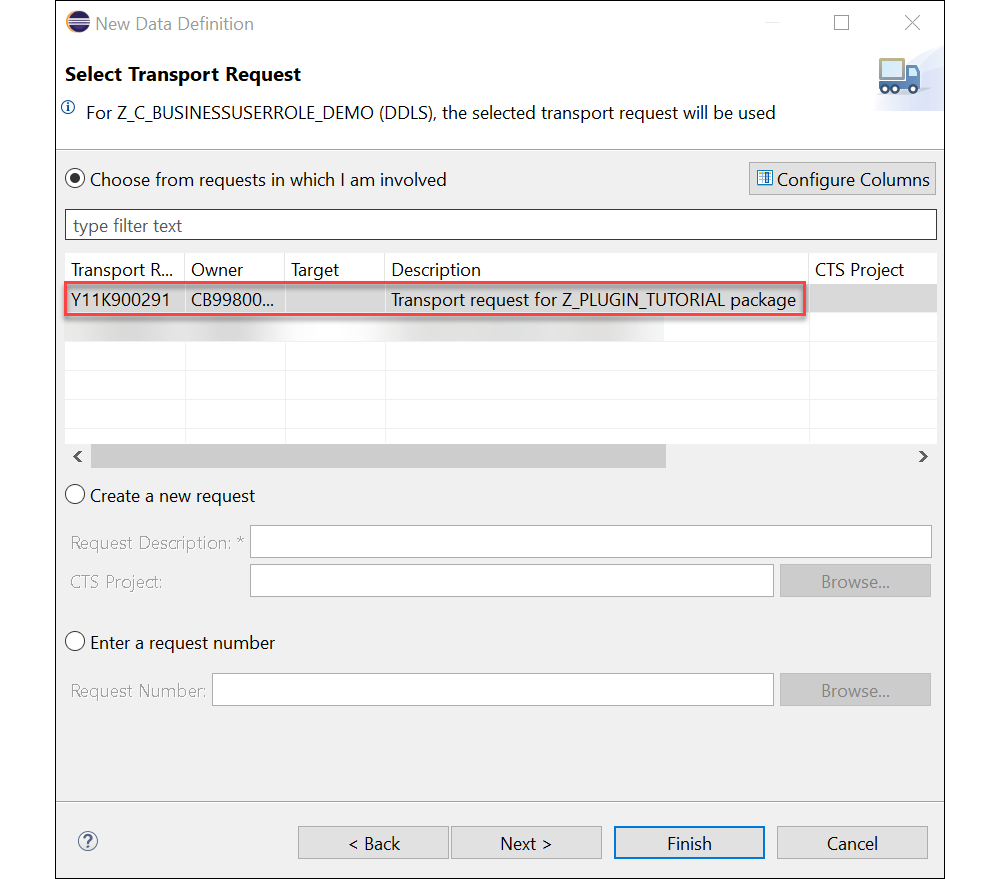 New Data Definition
Select Transport Request
For Z_C_BUSINESSUSERROLE_DEMO (DDLS), the selected transport request will be used
Choose from requests in which I am involved
Configure Columns
type filter text
Transport R... Owner Target Description CTS Project
Y11K900291 CB99800... Transport request for Z_PLUGIN_TUTORIAL package
Create a new request
Request Description: *
CTS Project:
Browse...
Enter a request number
Request Number:
Browse...
< Back Next > Finish Cancel